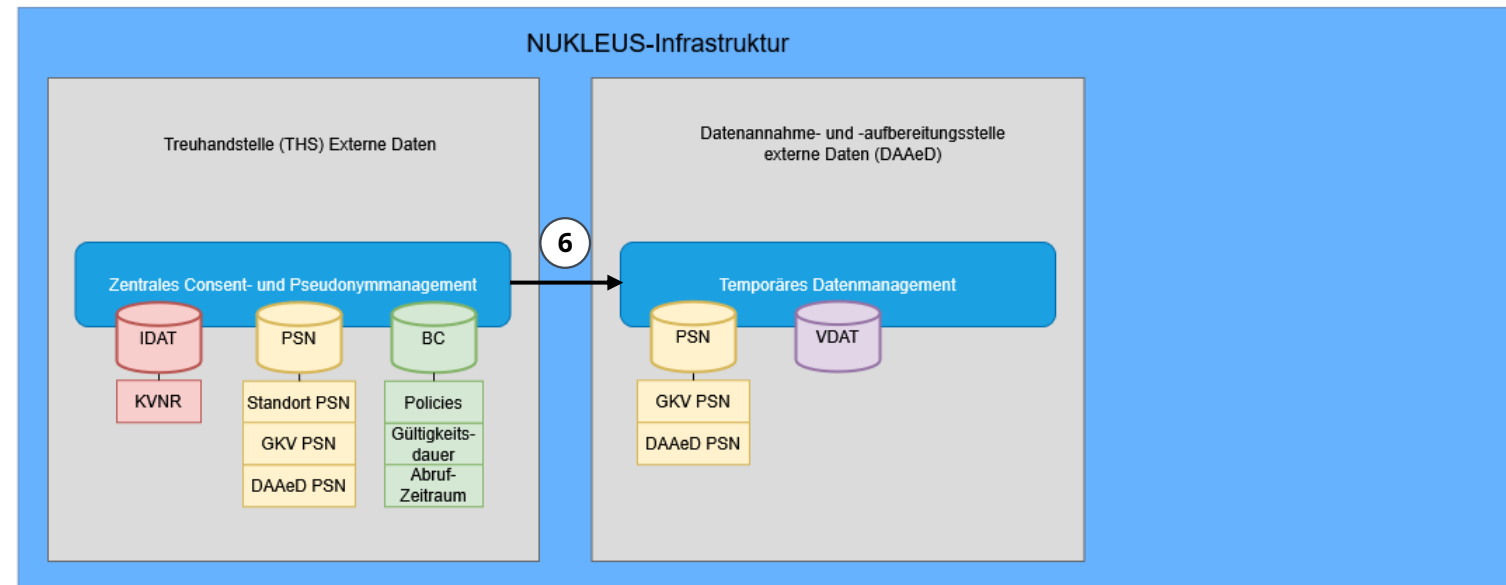 NUKLEUS-Infrastruktur
Treuhandstelle (THS) Externe Daten
Datenannahme- und -aufbereitungsstelle
externe Daten (DAAeD)
6
Zentrales Consent- und Pseudonymmanagement
Temporäres Datenmanagement
IDAT
PSN
BC
PSN
VDAT
KVNR
Standort PSN
GKV PSN
DAAeD PSN
Policies
Gültigkeits-
dauer
Abruf-
Zeitraum
GKV PSN
DAAeD PSN